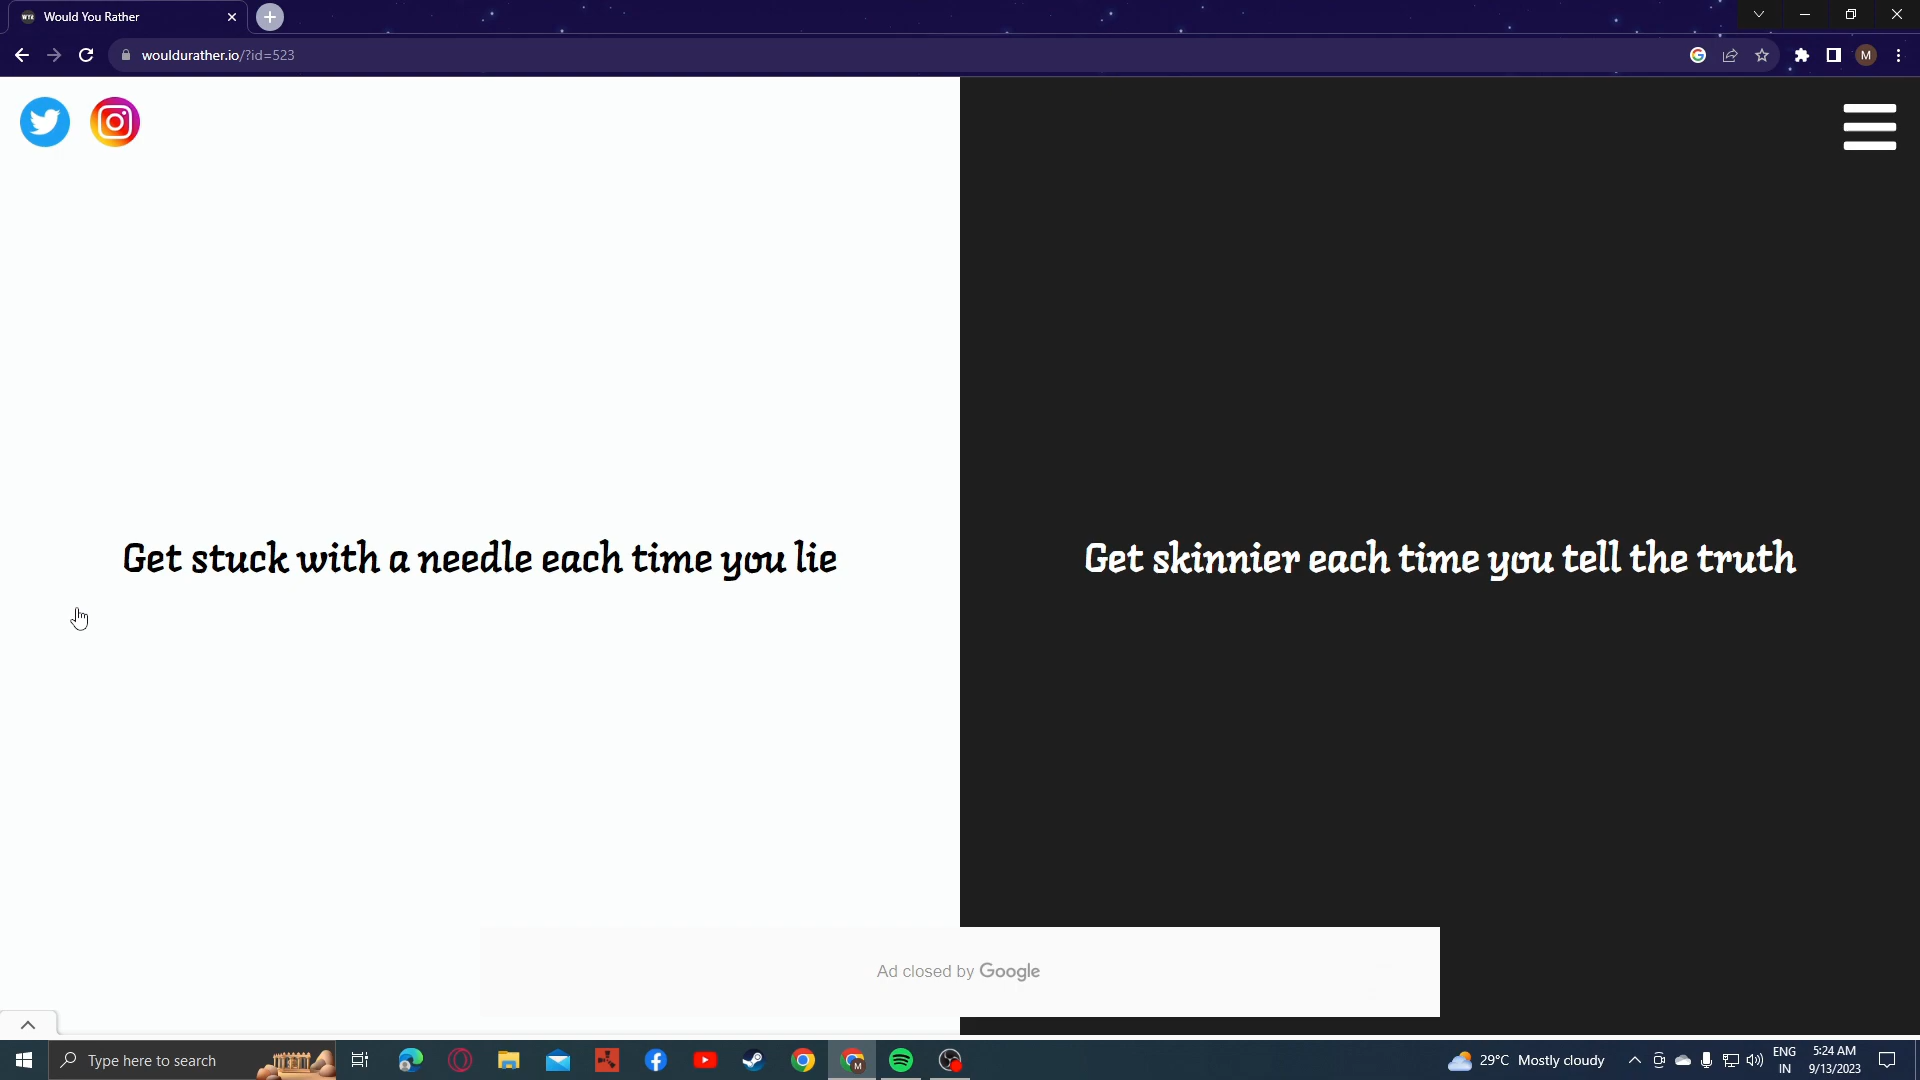 Would You Rather
wouldurather.io/?id=523
M
Get stuck with a needle each time you lie
Get skinnier each time you tell the truth
Ad closed by Google
Type here to search
29°C Mostly cloudy
ENG
IN
5:24 AM
9/13/2023